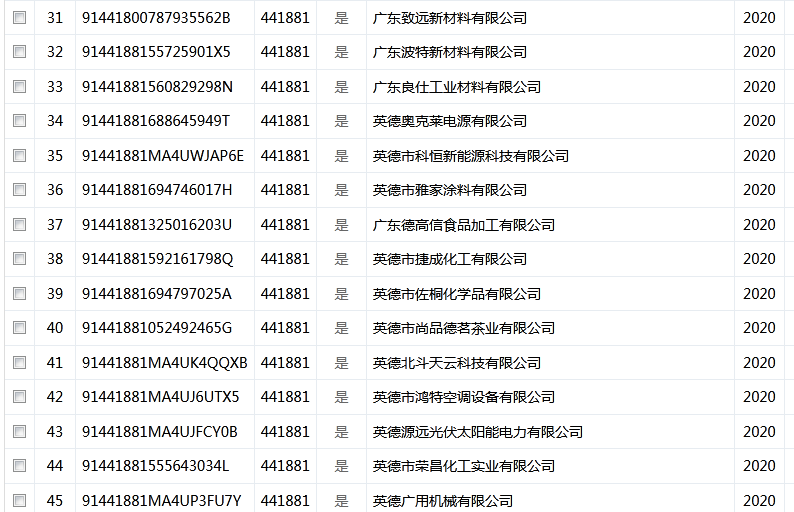 31 91441800787935562B 441881 是 广东致远新材料有限公司 2020
32 9144188155725901X5 441881 是 广东波特新材料有限公司 2020
33 91441881560829298N 441881 是 广东良仕工业材料有限公司 2020
34 91441881688645949T 441881 是 英德奥克莱电源有限公司 2020
35 91441881MA4UWJAP6E 441881 是 英德市科恒新能源科技有限公司 2020
36 91441881694746017H 441881 是 英德市雅家涂料有限公司 2020
37 91441881325016203U 441881 是 广东德高信食品加工有限公司 2020
38 91441881592161798Q 441881 是 英德市捷成化工有限公司 2020
39 91441881694797025A 441881 是 英德市佐桐化学品有限公司 2020
40 91441881052492465G 441881 是 英德市尚品德茗茶业有限公司 2020
41 91441881MA4UK4QQXB 441881 是 英德北斗天云科技有限公司 2020
42 91441881MA4UJ6UTX5 441881 是 英德市鸿特空调设备有限公司 2020
43 91441881MA4UJFCY0B 441881 是 英德源远光伏太阳能电力有限公司 2020
44 91441881555643034L 441881 是 英德市荣昌化工实业有限公司 2020
45 91441881MA4UP3FU7Y 441881 是 英德广用机械有限公司 2020